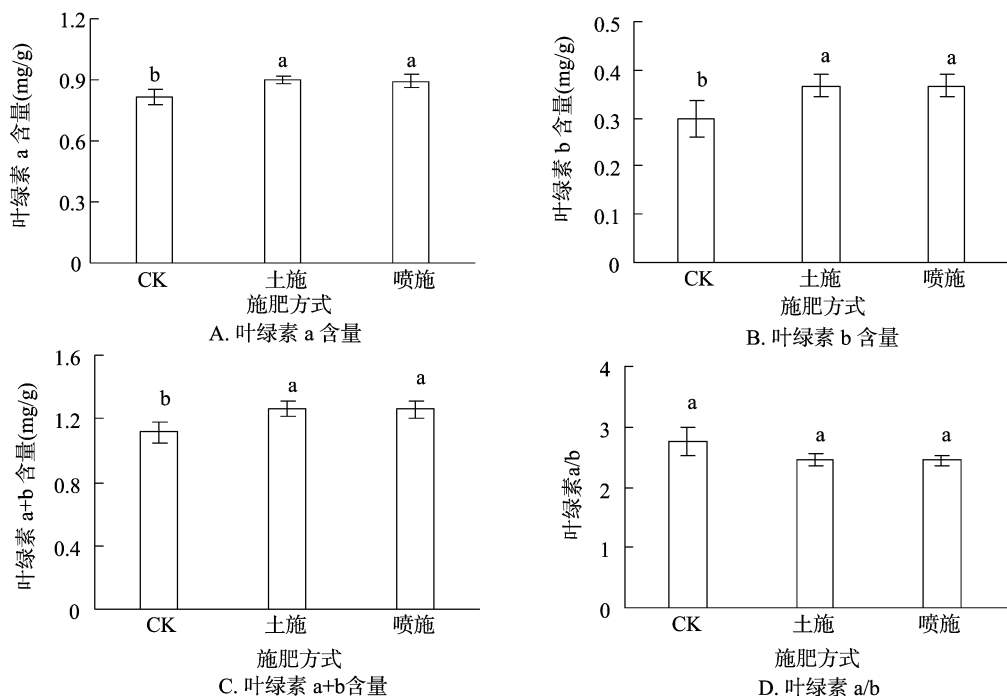 叶绿素 a 含量(mg/g)
1.2
0.9
0.6
0.3
0
b
a
a
CK
土施
喷施
施肥方式
A. 叶绿素 a 含量
叶绿素 b 含量(mg/g)
0.5
0.4
0.3
0.2
0.1
0
b
a
a
CK
土施
喷施
施肥方式
B. 叶绿素 b 含量
叶绿素 a+b 含量(mg/g)
1.6
1.2
0.8
0.4
0
b
a
a
CK
土施
喷施
施肥方式
C. 叶绿素 a+b含量
叶绿素a/b
4
3
2
1
0
a
a
a
CK
土施
喷施
施肥方式
D. 叶绿素 a/b